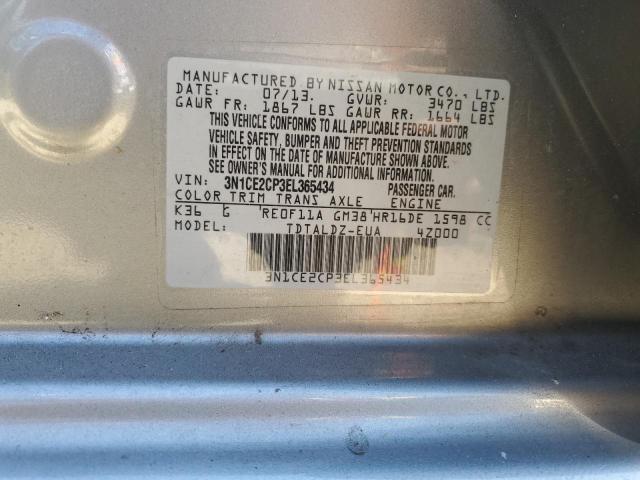 MANUFACTURED BY NISSAN MOTOR CO., LTD.
DATE: 07/13. GVWR: 3470 LBS
GAWR FR: 1867 LBS GAWR RR: 1664 LBS
THIS VEHICLE CONFORMS TO ALL APPLICABLE FEDERAL MOTOR
VEHICLE SAFETY, BUMPER AND THEFT PREVENTION STANDARDS
IN EFFECT ON THE DATE OF MANUFACTURE SHOWN ABOVE.
SEE OWNER'S MANUAL FOR ADDITIONAL INFORMATION.
VIN: 3N1CE2CP3EL365434 PASSENGER CAR.
COLOR TRIM TRANS AXLE ENGINE
K36 G RE0F11A GM38 HR16DE 1598 CC
MODEL: TDTALDZ-EUA 4Z000
3N1CE2CP3EL365434